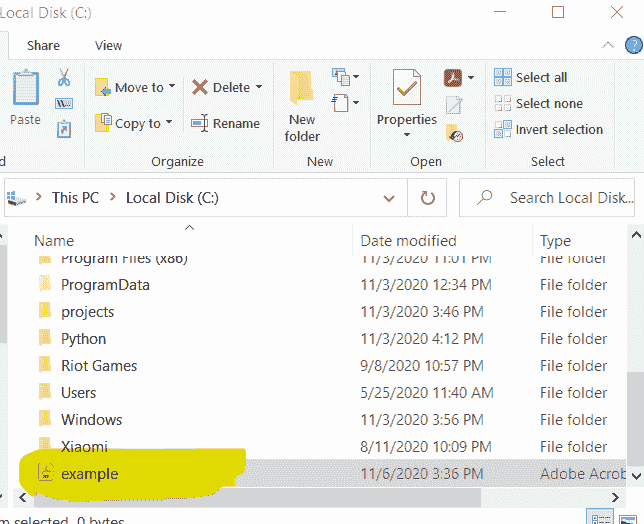 Local Disk (C:)
Share View
Paste
Move to
Copy to
Delete
Rename
New folder
Properties
Select all
Select none
Invert selection
Organize New Open Select
This PC Local Disk (C:) Search Local Disk...
Name Date modified Type
Program Files (x86) 11/3/2020 11:01 PM File folder
ProgramData 11/3/2020 12:34 PM File folder
projects 11/3/2020 3:46 PM File folder
Python 11/3/2020 4:12 PM File folder
Riot Games 9/8/2020 10:57 PM File folder
Users 5/25/2020 11:40 AM File folder
Windows 11/3/2020 3:56 PM File folder
Xiaomi 8/11/2020 10:09 PM File folder
example 11/6/2020 3:36 PM Adobe Acrob
m selected 0 bytes